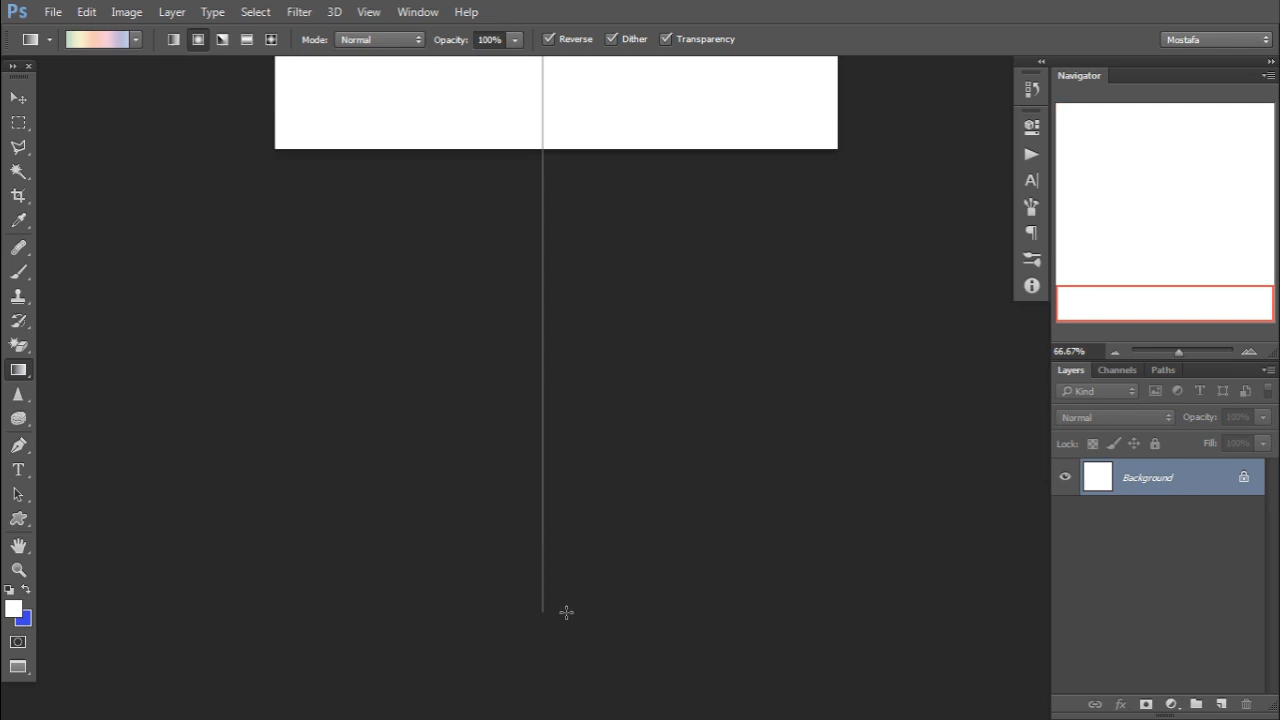 Ps File Edit Image Layer Type Select Filter 3D View Window Help
Mode: Normal Opacity: 100% Reverse Dither Transparency Mostafa
Navigator
66.67%
Layers Channels Paths
Kind
Normal Opacity: 100%
Lock: Fill: 100%
Background